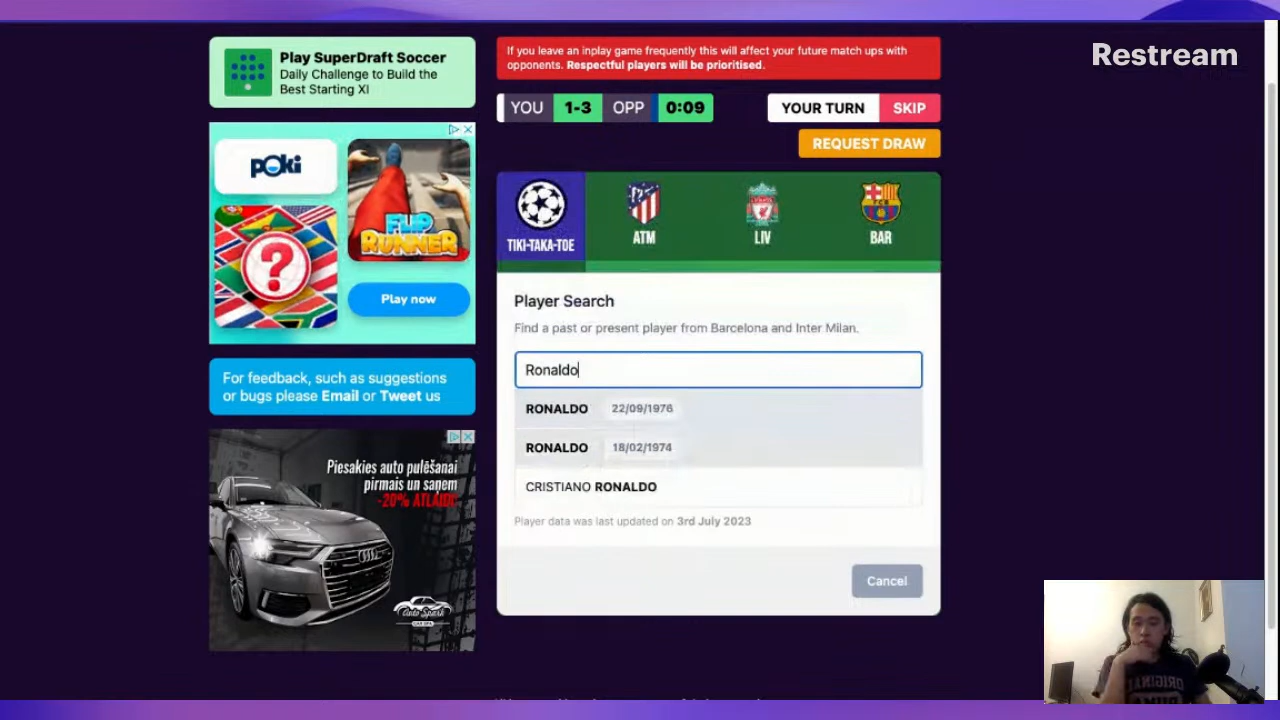 Restream
Play SuperDraft Soccer
Daily Challenge to Build the
Best Starting XI
poki
FLIP
RUNNER
?
Play now
For feedback, such as suggestions
or bugs please Email or Tweet us
Piesakies auto pulēšanai
pirmais un saņem
-20% ATLAIDI
Auto Spark
If you leave an inplay game frequently this will affect your future match ups with
opponents. Respectful players will be prioritised.
YOU 1-3 OPP 0:09 YOUR TURN SKIP
REQUEST DRAW
TIKI-TAKA-TOE ATM LIV BAR
Player Search
Find a past or present player from Barcelona and Inter Milan.
Ronaldo
RONALDO 22/09/1976
RONALDO 18/02/1974
CRISTIANO RONALDO
Player data was last updated on 3rd July 2023
Cancel
ORIGINAL